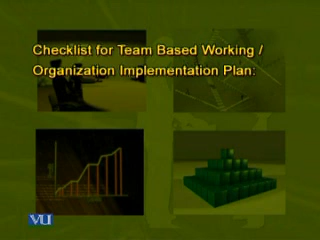 Checklist for Team Based Working /
Organization Implementation Plan:
VU